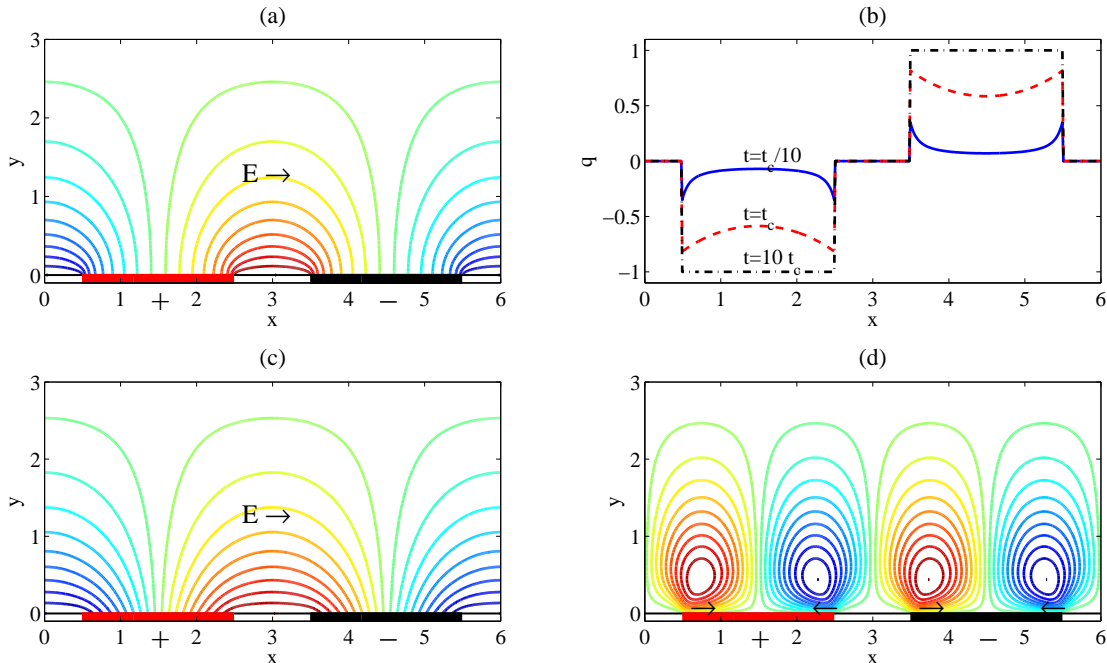 (a)
3
2
1
0
y
E →
0 1 + 2 3 4 − 5 6
x
(b)
1
0.5
0
−0.5
−1
q
t=t_c/10
t=t_c
t=10 t_c
0 1 2 3 4 5 6
x
(c)
3
2
1
0
y
E →
0 1 + 2 3 4 − 5 6
x
(d)
3
2
1
0
y
→ ← → ←
0 1 + 2 3 4 − 5 6
x